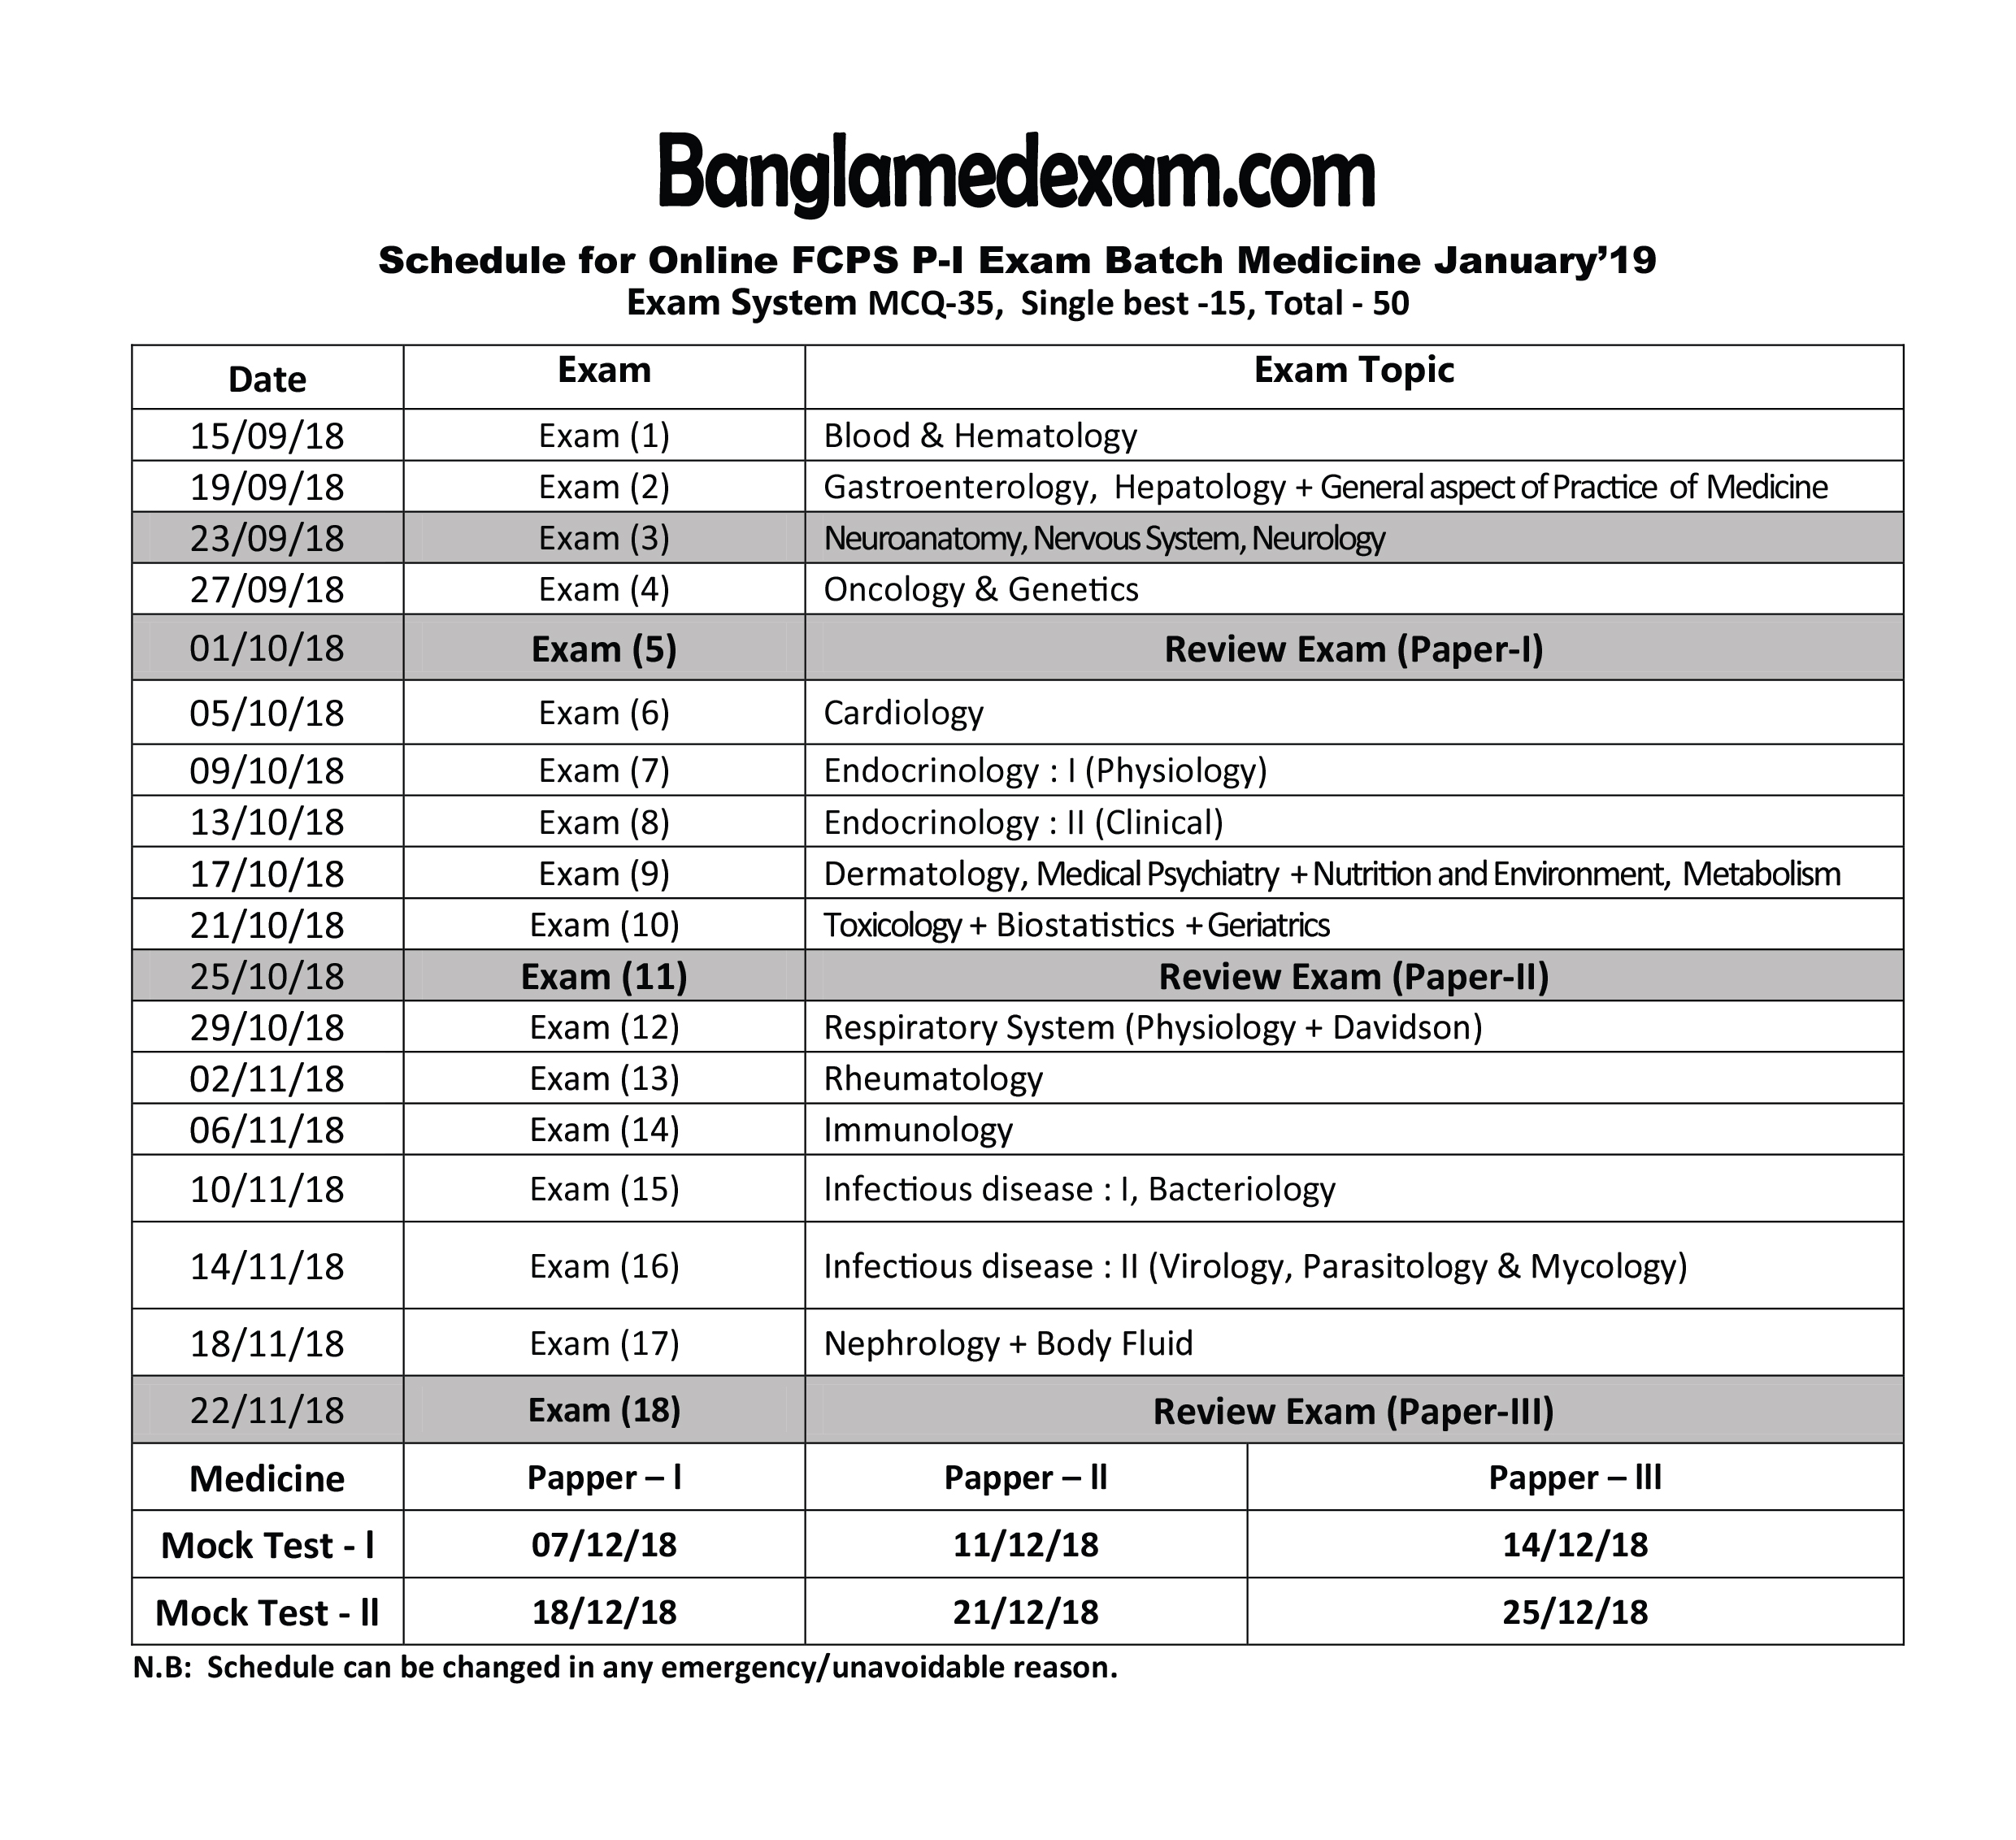 Banglamedexam.com
Schedule for Online FCPS P-I Exam Batch Medicine January’19
Exam System MCQ-35, Single best -15, Total - 50
Date Exam Exam Topic
15/09/18 Exam (1) Blood & Hematology
19/09/18 Exam (2) Gastroenterology, Hepatology + General aspect of Practice of Medicine
23/09/18 Exam (3) Neuroanatomy, Nervous System, Neurology
27/09/18 Exam (4) Oncology & Genetics
01/10/18 Exam (5) Review Exam (Paper-I)
05/10/18 Exam (6) Cardiology
09/10/18 Exam (7) Endocrinology : I (Physiology)
13/10/18 Exam (8) Endocrinology : II (Clinical)
17/10/18 Exam (9) Dermatology, Medical Psychiatry + Nutrition and Environment, Metabolism
21/10/18 Exam (10) Toxicology + Biostatistics + Geriatrics
25/10/18 Exam (11) Review Exam (Paper-II)
29/10/18 Exam (12) Respiratory System (Physiology + Davidson)
02/11/18 Exam (13) Rheumatology
06/11/18 Exam (14) Immunology
10/11/18 Exam (15) Infectious disease : I, Bacteriology
14/11/18 Exam (16) Infectious disease : II (Virology, Parasitology & Mycology)
18/11/18 Exam (17) Nephrology + Body Fluid
22/11/18 Exam (18) Review Exam (Paper-III)
Medicine Papper – l Papper – ll Papper – lll
Mock Test - l 07/12/18 11/12/18 14/12/18
Mock Test - ll 18/12/18 21/12/18 25/12/18
N.B: Schedule can be changed in any emergency/unavoidable reason.